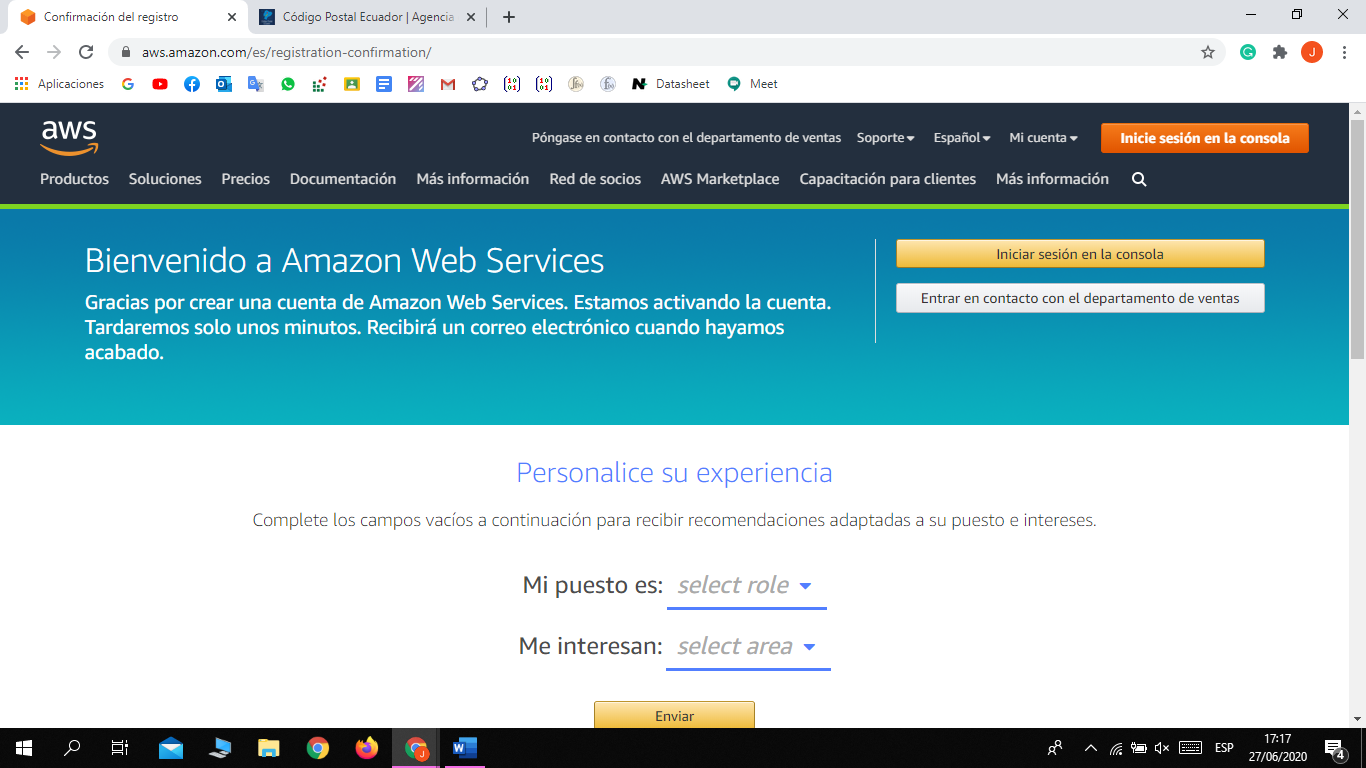 Confirmación del registro
Código Postal Ecuador | Agencia
aws.amazon.com/es/registration-confirmation/
J
Aplicaciones
Datasheet
Meet
aws
Póngase en contacto con el departamento de ventas
Soporte
Español
Mi cuenta
Inicie sesión en la consola
Productos
Soluciones
Precios
Documentación
Más información
Red de socios
AWS Marketplace
Capacitación para clientes
Más información
Bienvenido a Amazon Web Services
Gracias por crear una cuenta de Amazon Web Services. Estamos activando la cuenta.
Tardaremos solo unos minutos. Recibirá un correo electrónico cuando hayamos
acabado.
Iniciar sesión en la consola
Entrar en contacto con el departamento de ventas
Personalice su experiencia
Complete los campos vacíos a continuación para recibir recomendaciones adaptadas a su puesto e intereses.
Mi puesto es: select role
Me interesan: select area
Enviar
ESP
17:17
27/06/2020
4